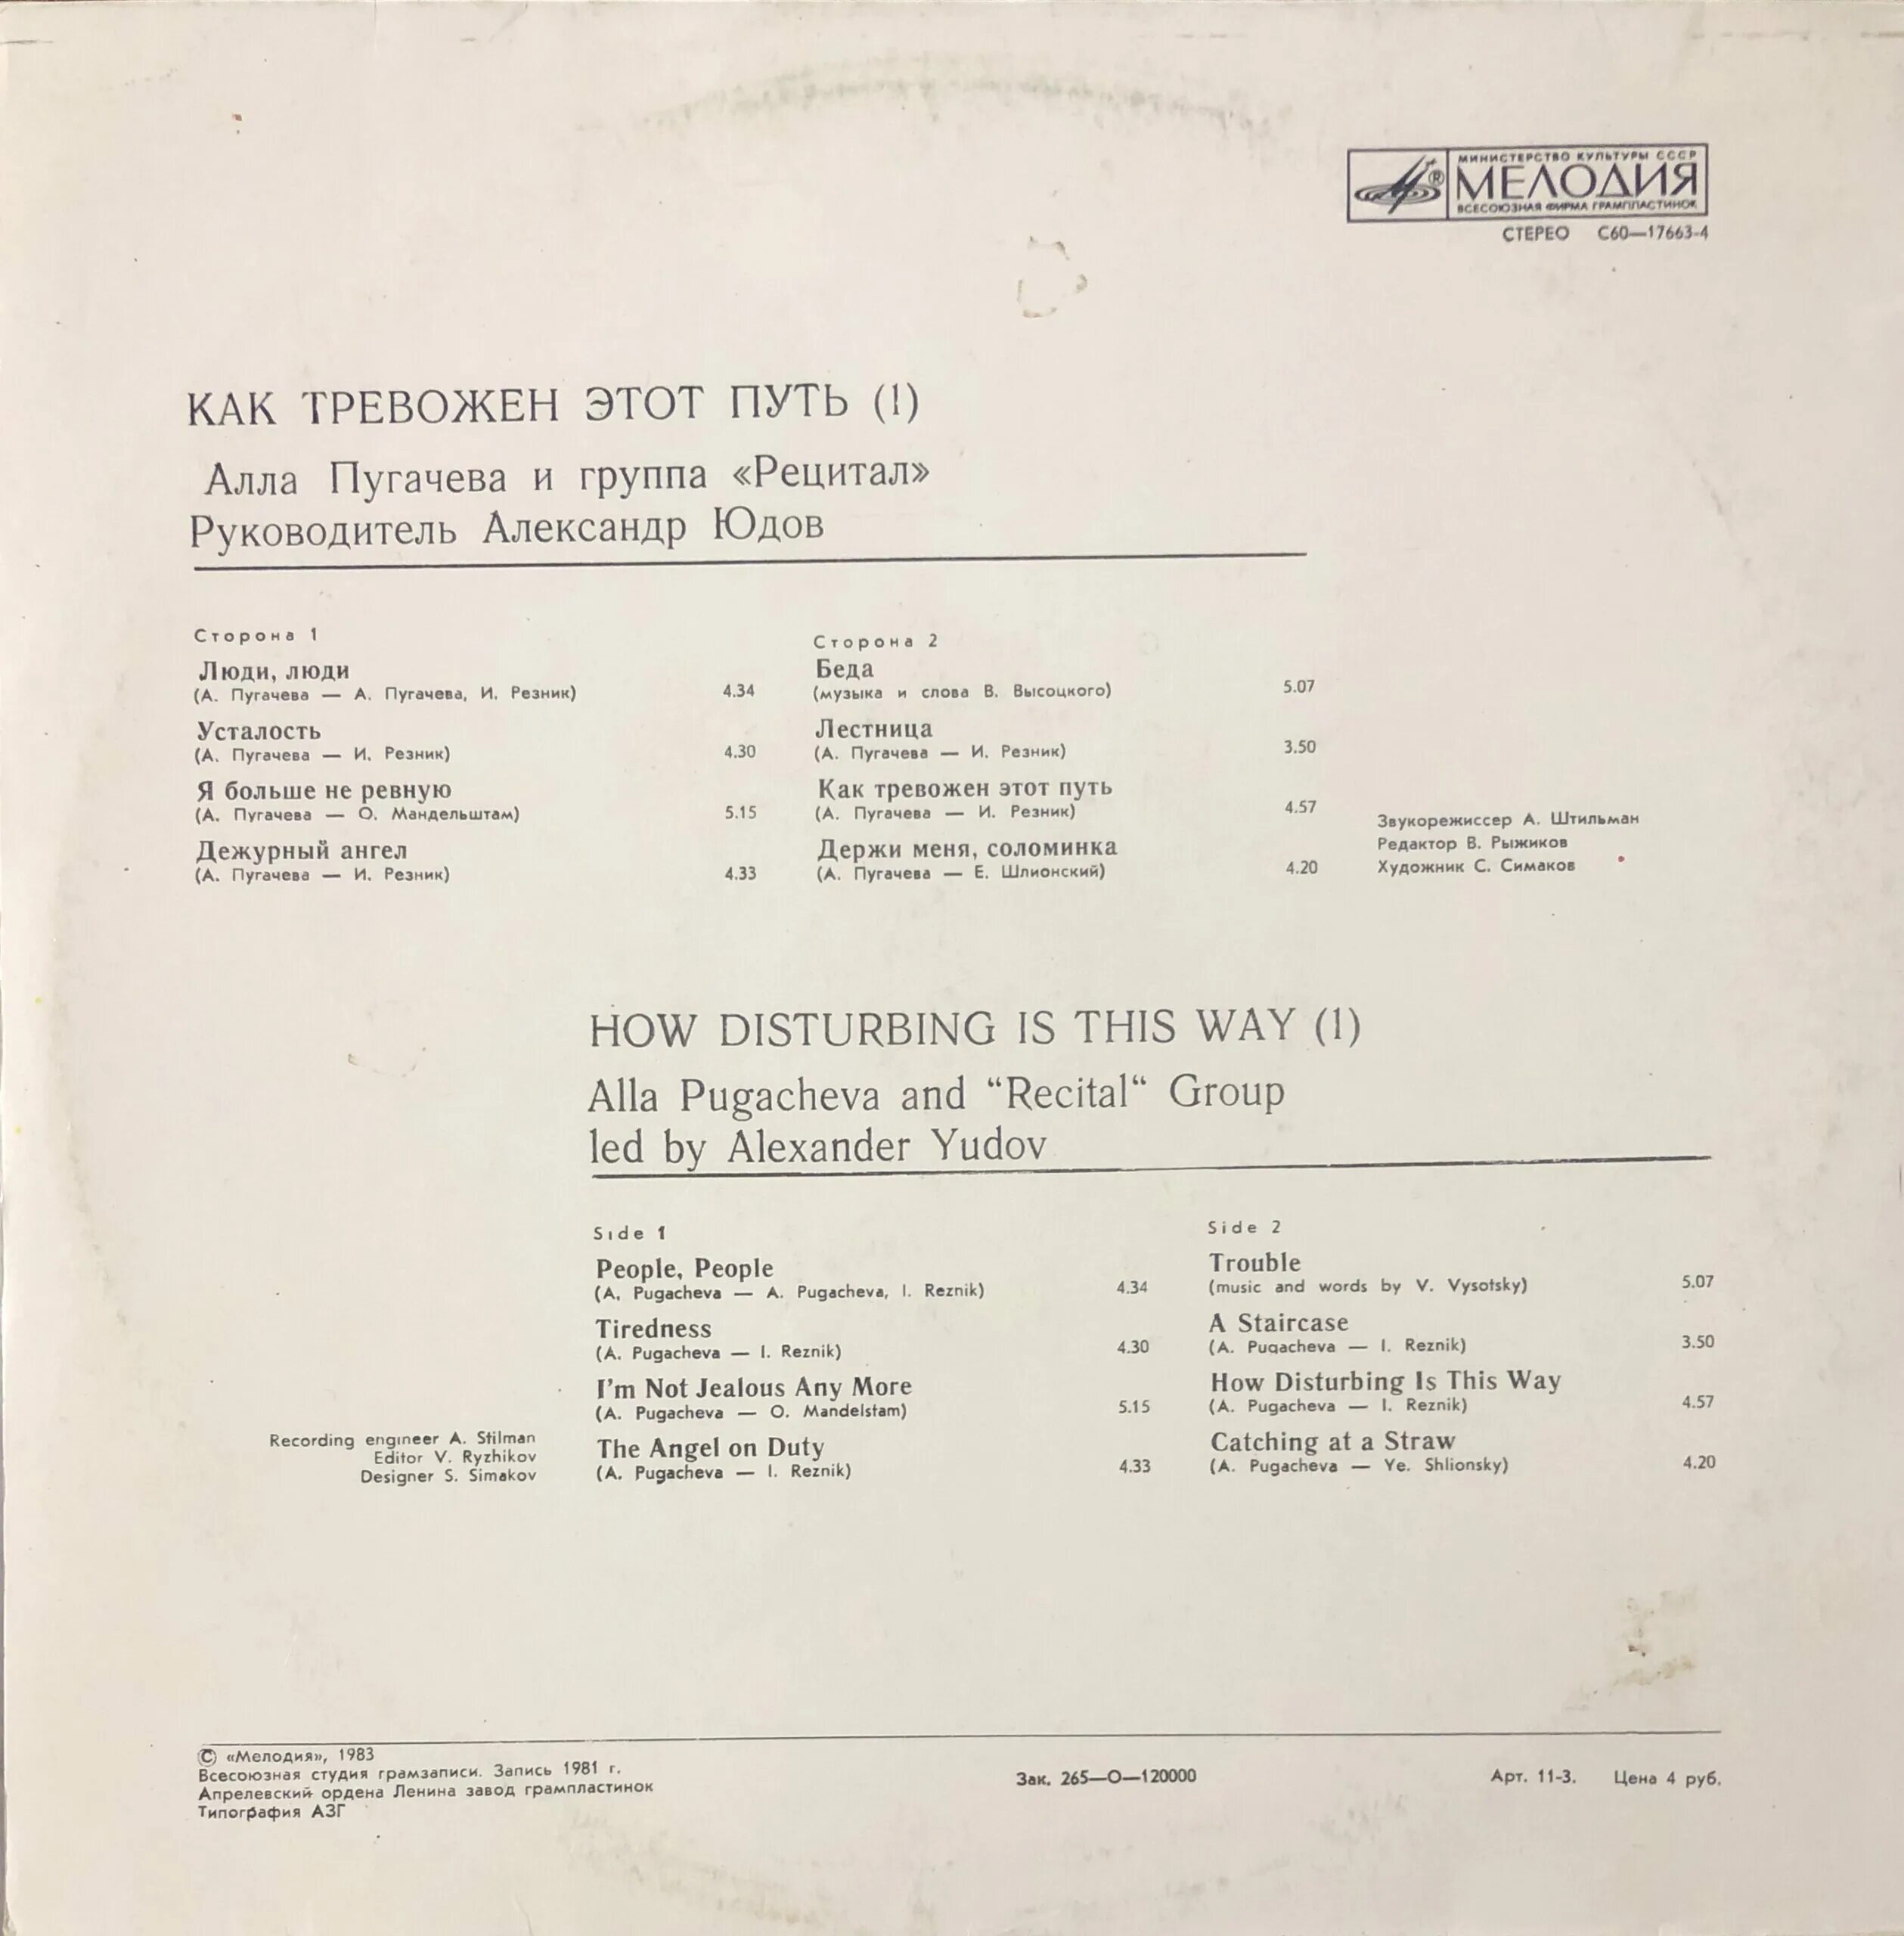 МИНИСТЕРСТВО КУЛЬТУРЫ СССР
МЕЛОДИЯ
®
ВСЕСОЮЗНАЯ ФИРМА ГРАМПЛАСТИНОК
СТЕРЕО С60—17663-4
КАК ТРЕВОЖЕН ЭТОТ ПУТЬ (1)
Алла Пугачева и группа «Рецитал»
Руководитель Александр Юдов
Сторона 1
Люди, люди
(А. Пугачева — А. Пугачева, И. Резник) 4.34
Усталость
(А. Пугачева — И. Резник) 4.30
Я больше не ревную
(А. Пугачева — О. Мандельштам) 5.15
Дежурный ангел
(А. Пугачева — И. Резник) 4.33
Сторона 2
Беда
(музыка и слова В. Высоцкого) 5.07
Лестница
(А. Пугачева — И. Резник) 3.50
Как тревожен этот путь
(А. Пугачева — И. Резник) 4.57
Держи меня, соломинка
(А. Пугачева — Е. Шлионский) 4.20
Звукорежиссер А. Штильман
Редактор В. Рыжиков
Художник С. Симаков
HOW DISTURBING IS THIS WAY (1)
Alla Pugacheva and “Recital“ Group
led by Alexander Yudov
Side 1
People, People
(A. Pugacheva — A. Pugacheva, I. Reznik) 4.34
Tiredness
(A. Pugacheva — I. Reznik) 4.30
I'm Not Jealous Any More
(A. Pugacheva — O. Mandelstam) 5.15
The Angel on Duty
(A. Pugacheva — I. Reznik) 4.33
Side 2
Trouble
(music and words by V. Vysotsky) 5.07
A Staircase
(A. Pugacheva — I. Reznik) 3.50
How Disturbing Is This Way
(A. Pugacheva — I. Reznik) 4.57
Catching at a Straw
(A. Pugacheva — Ye. Shlionsky) 4.20
Recording engineer A. Stilman
Editor V. Ryzhikov
Designer S. Simakov
© «Мелодия», 1983
Всесоюзная студия грамзаписи. Запись 1981 г.
Апрелевский ордена Ленина завод грампластинок
Типография АЗГ
Зак. 265—О—120000
Арт. 11-3. Цена 4 руб.